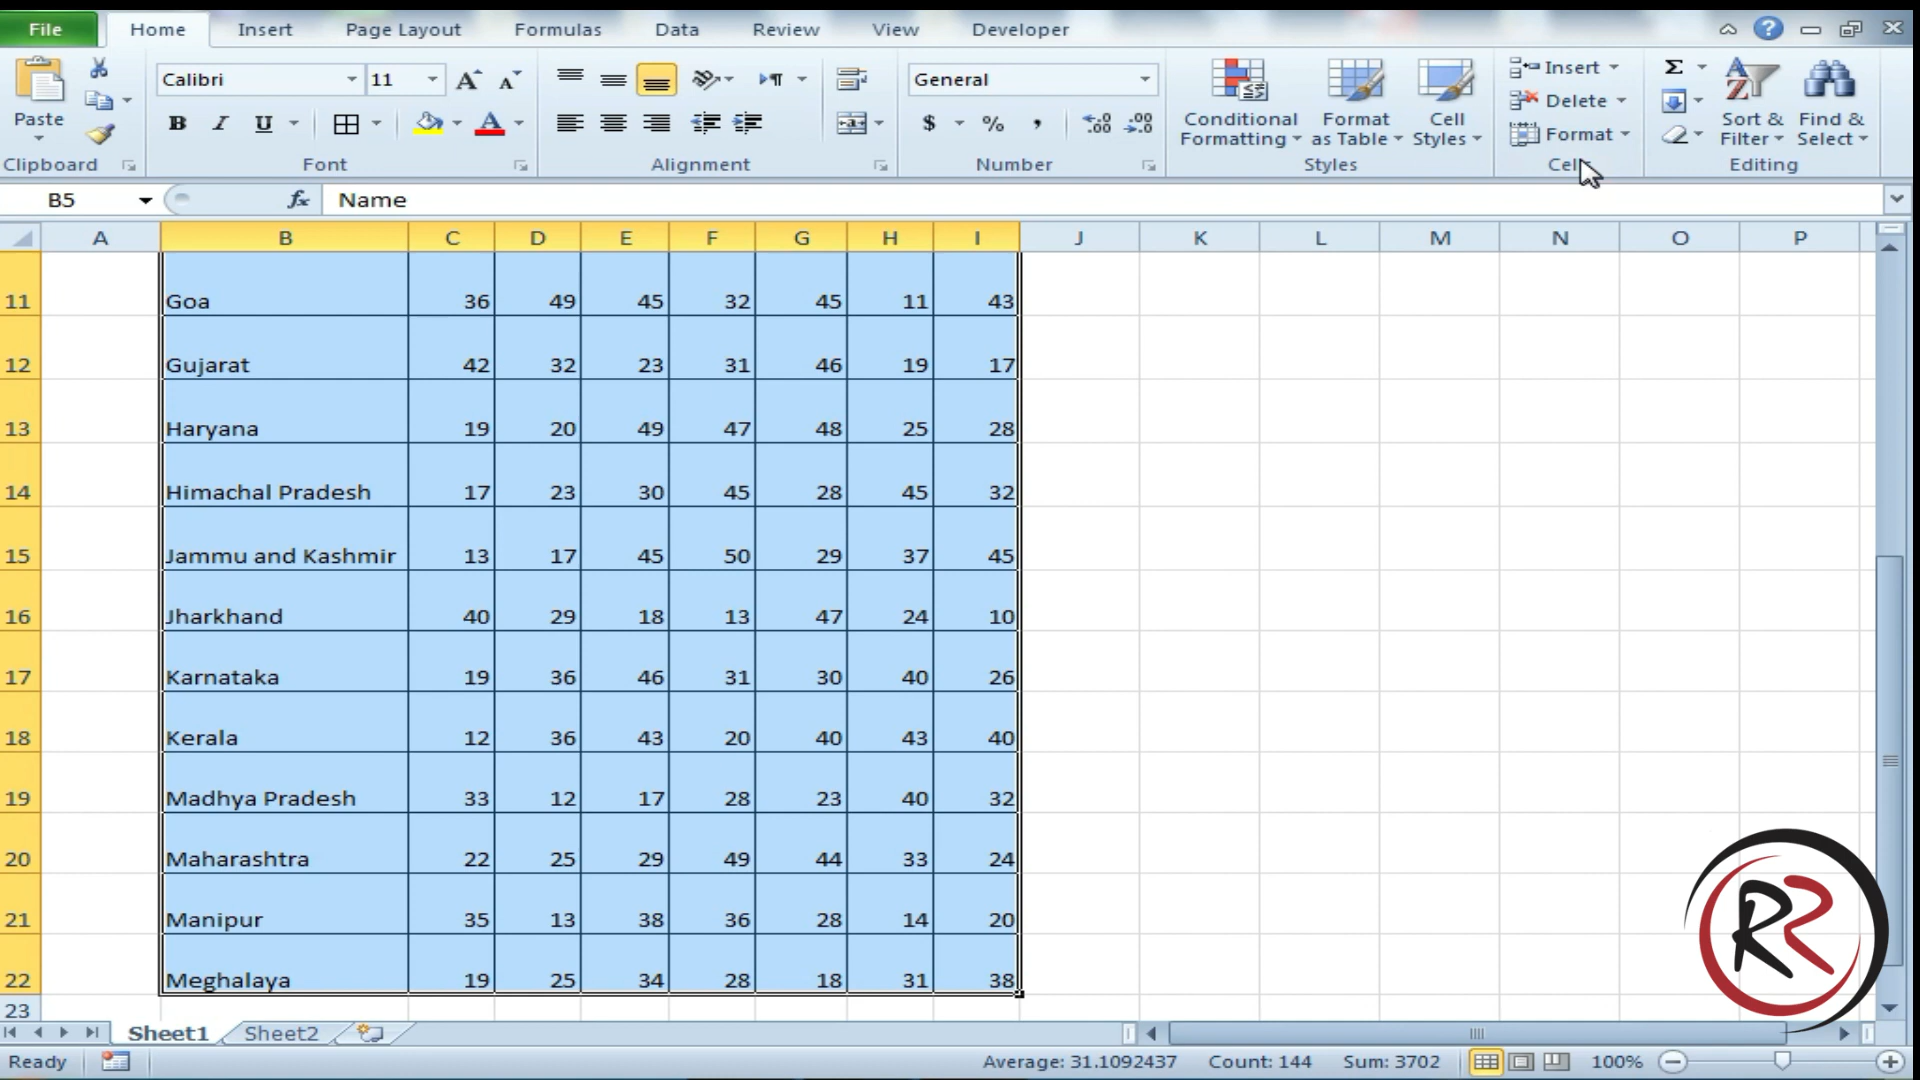 File Home Insert Page Layout Formulas Data Review View Developer
Calibri 11 General Insert Σ
Paste B I U $ % , Conditional Formatting Format as Table Cell Styles Delete Sort & Filter Find & Select
Format
Clipboard Font Alignment Number Styles Editing
B5 fx Name
A B C D E F G H I J K L M N O P
11 Goa 36 49 45 32 45 11 43
12 Gujarat 42 32 23 31 46 19 17
13 Haryana 19 20 49 47 48 25 28
14 Himachal Pradesh 17 23 30 45 28 45 32
15 Jammu and Kashmir 13 17 45 50 29 37 45
16 Jharkhand 40 29 18 13 47 24 10
17 Karnataka 19 36 46 31 30 40 26
18 Kerala 12 36 43 20 40 43 40
19 Madhya Pradesh 33 12 17 28 23 40 32
20 Maharashtra 22 25 29 49 44 33 24
21 Manipur 35 13 38 36 28 14 20
22 Meghalaya 19 25 34 28 18 31 38
23
Sheet1 Sheet2
Ready Average: 31.1092437 Count: 144 Sum: 3702 100%